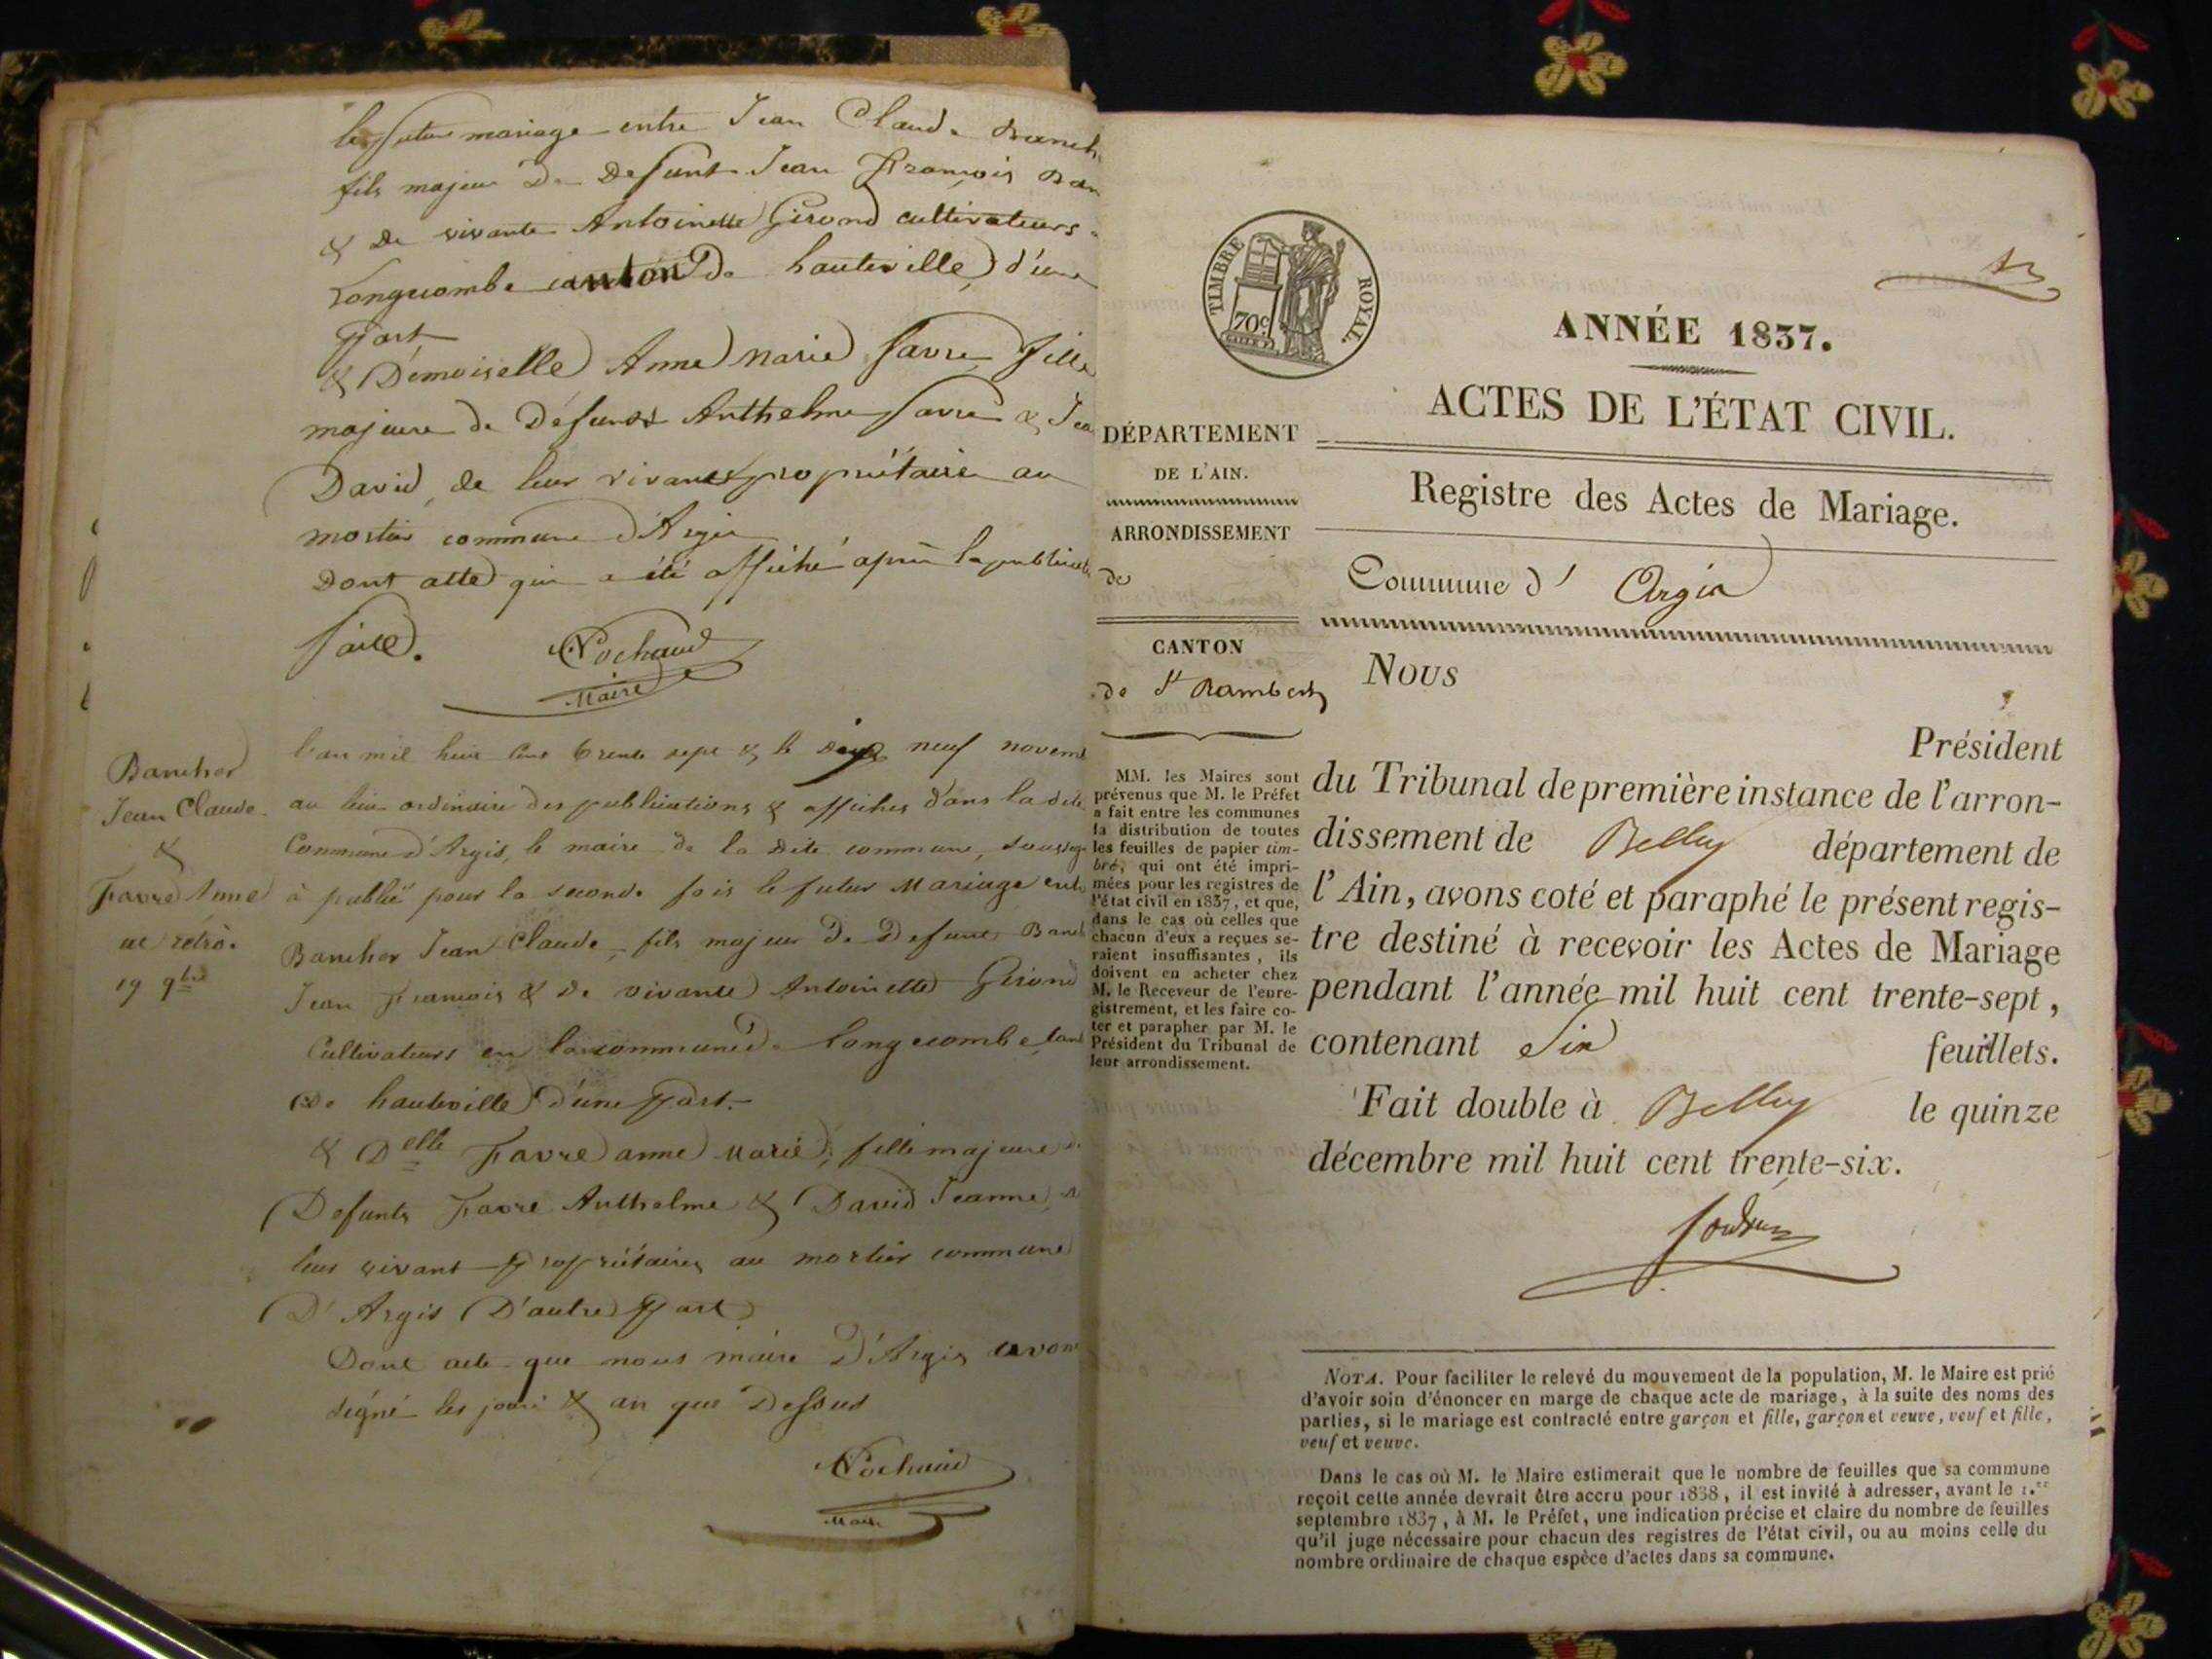 le futur mariage entre Jean Claude Banch
fils majeur De Defunt Jean François Ban
& De vivante Antoinette Girond cultivateurs
Longecombe canton De hauteville d'une
part
& Demoiselle Anne Marie favre fille
majeure de Défunts Anthelme favre & Jea
David, de leur vivant propriétaire au
mortier commune D'Argis
Dont acte qui a été affiché après la publicati
faite.
Cochaud
Maire
Bancher
Jean Claude
&
Favre Anne
19 9bre
l'an mil huit cent trente sept & le dix neuf novem
au lieu ordinaire des publications & affiches dans la dite
Commune d'Argis, le maire de la dite commune, soussig
à publié pour la seconde fois le futur Mariage ent
Bancher Jean Claude, fils majeur De Defunt Banch
Jean François & De vivante Antoinette Girond
Cultivateurs en la commune de Longecombe, cant
De hauteville d'une part.
& Delle Favre anne Marie, fille majeure d
Defunts Favre Anthelme & David Jeanne, d
leur vivant propriétaires au mortier commune
D'Argis D'autre part
Dont acte que nous maire D'Argis avon
signé les jour & an que Dessus
Cochaud
Maire
TIMBRE ROYAL.
70c.
ANNÉE 1837.
ACTES DE L'ÉTAT CIVIL.
Registre des Actes de Mariage.
Commune d' Argis
DÉPARTEMENT
DE L'AIN.
ARRONDISSEMENT
de
CANTON
de St Rambert
MM. les Maires sont
prévenus que M. le Préfet
a fait entre les communes
la distribution de toutes
les feuilles de papier tim-
bré, qui ont été impri-
mées pour les registres de
l'état civil en 1837, et que,
dans le cas où celles que
chacun d'eux a reçues se-
raient insuffisantes, ils
doivent en acheter chez
M. le Receveur de l'enre-
gistrement, et les faire co-
ter et parapher par M. le
Président du Tribunal de
leur arrondissement.
Nous
Président
du Tribunal de première instance de l'arron-
dissement de Belley département de
l'Ain, avons coté et paraphé le présent regis-
tre destiné à recevoir les Actes de Mariage
pendant l'année mil huit cent trente-sept,
contenant Six feuillets.
Fait double à Belley le quinze
décembre mil huit cent trente-six.
NOTA. Pour faciliter le relevé du mouvement de la population, M. le Maire est prié
d'avoir soin d'énoncer en marge de chaque acte de mariage, à la suite des noms des
parties, si le mariage est contracté entre garçon et fille, garçon et veuve, veuf et fille,
veuf et veuve.
Dans le cas où M. le Maire estimerait que le nombre de feuilles que sa commune
reçoit cette année devrait être accru pour 1838, il est invité à adresser, avant le 1.er
septembre 1837, à M. le Préfet, une indication précise et claire du nombre de feuilles
qu'il juge nécessaire pour chacun des registres de l'état civil, ou au moins celle du
nombre ordinaire de chaque espèce d'actes dans sa commune.